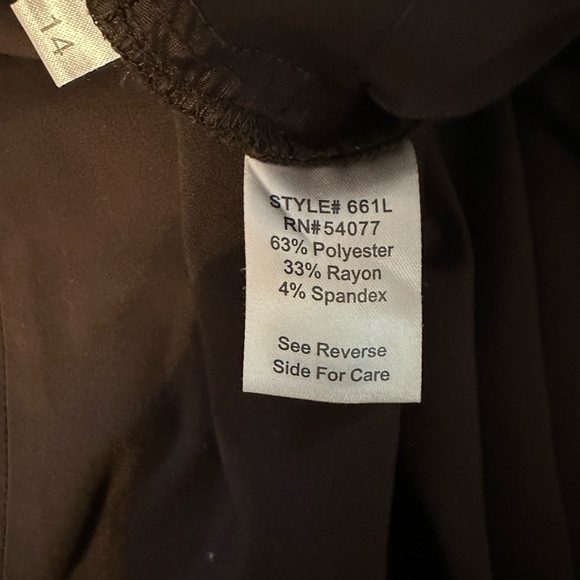 14
STYLE# 661L
RN#54077
63% Polyester
33% Rayon
4% Spandex
See Reverse
Side For Care